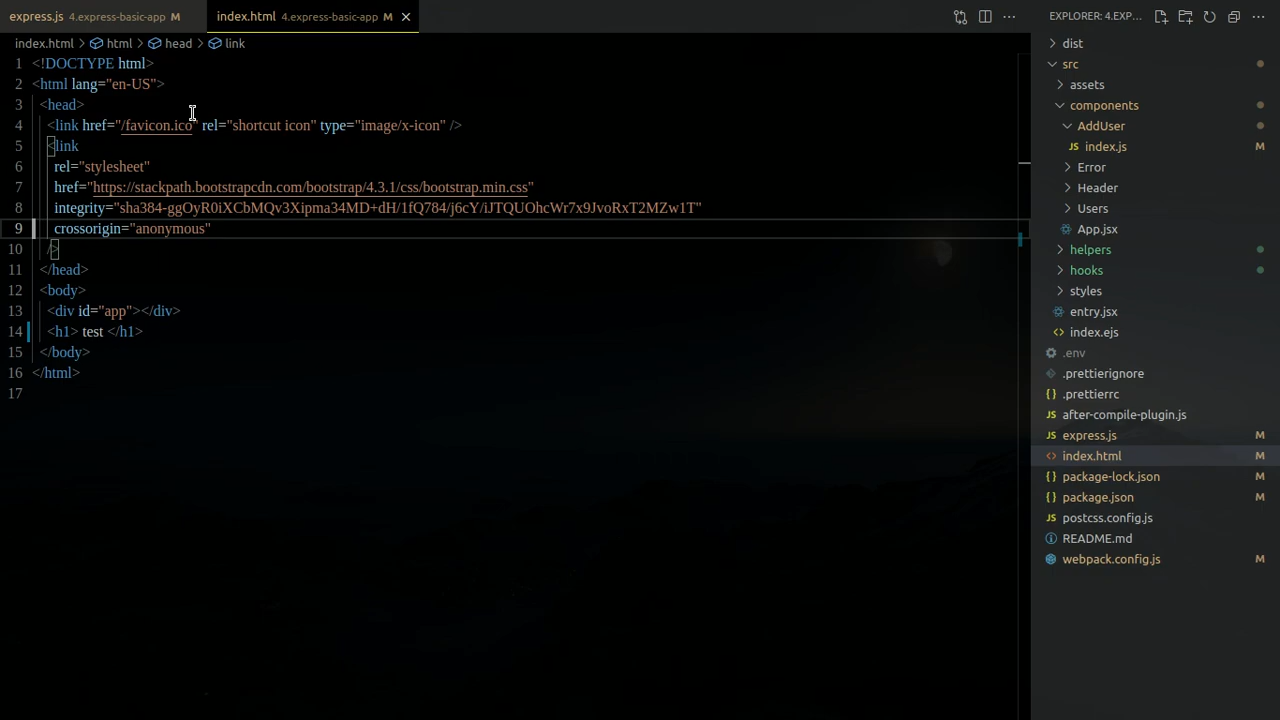 express.js 4.express-basic-app M index.html 4.express-basic-app M
index.html > html > head > link
1 <!DOCTYPE html>
2 <html lang="en-US">
3 <head>
4 <link href="/favicon.ico" rel="shortcut icon" type="image/x-icon" />
5 <link
6 rel="stylesheet"
7 href="https://stackpath.bootstrapcdn.com/bootstrap/4.3.1/css/bootstrap.min.css"
8 integrity="sha384-ggOyR0iXCbMQv3Xipma34MD+dH/1fQ784/j6cY/iJTQUOhcWr7x9JvoRxT2MZw1T"
9 crossorigin="anonymous"
10 />
11 </head>
12 <body>
13 <div id="app"></div>
14 <h1> test </h1>
15 </body>
16 </html>
17
EXPLORER: 4.EXP...
dist
src
assets
components
AddUser
JS index.js
Error
Header
Users
App.jsx
helpers
hooks
styles
entry.jsx
<> index.ejs
.env
.prettierignore
{} .prettierrc
JS after-compile-plugin.js
JS express.js M
<> index.html M
{} package-lock.json M
{} package.json M
JS postcss.config.js
README.md
webpack.config.js M